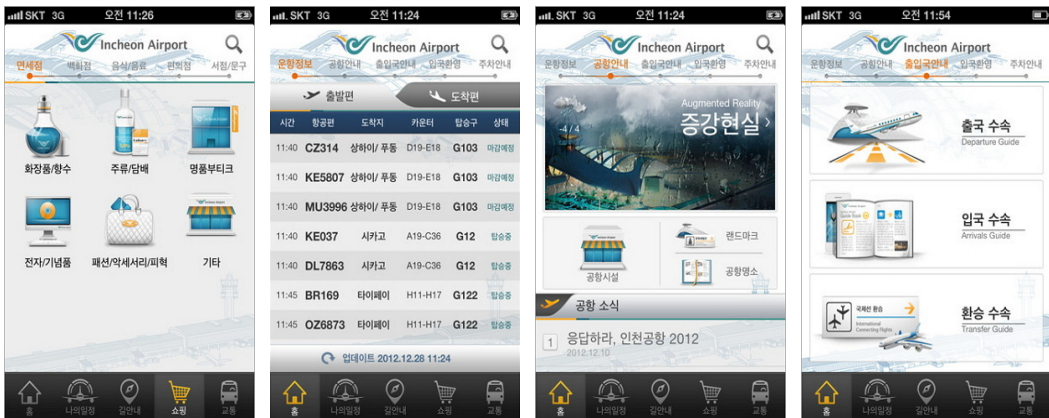 SKT 3G 오전 11:26
Incheon Airport
면세점 백화점 음식/음료 편의점 서점/문구
화장품/향수 주류/담배 명품부티크
전자/기념품 패션/악세서리/피혁 기타
홈 나의일정 길안내 쇼핑 교통
SKT 3G 오전 11:24
Incheon Airport
운항정보 공항안내 출입국안내 입국환영 주차안내
출발편 도착편
시간 항공편 도착지 카운터 탑승구 상태
11:40 CZ314 상하이/ 푸동 D19-E18 G103 마감예정
11:40 KE5807 상하이/ 푸동 D19-E18 G103 마감예정
11:40 MU3996 상하이/ 푸동 D19-E18 G103 마감예정
11:40 KE037 시카고 A19-C36 G12 탑승중
11:40 DL7863 시카고 A19-C36 G12 탑승중
11:45 BR169 타이페이 H11-H17 G122 탑승중
11:45 OZ6873 타이페이 H11-H17 G122 탑승중
업데이트 2012.12.28 11:24
홈 나의일정 길안내 쇼핑 교통
SKT 3G 오전 11:24
Incheon Airport
운항정보 공항안내 출입국안내 입국환영 주차안내
Augmented Reality
증강현실
-4/4
공항시설
랜드마크
공항명소
공항 소식
1 응답하라, 인천공항 2012
2012.12.10
홈 나의일정 길안내 쇼핑 교통
SKT 3G 오전 11:54
Incheon Airport
운항정보 공항안내 출입국안내 입국환영 주차안내
출국 수속
Departure Guide
입국 수속
Arrivals Guide
국제선 환승
International
Connecting Flights
환승 수속
Transfer Guide
홈 나의일정 길안내 쇼핑 교통